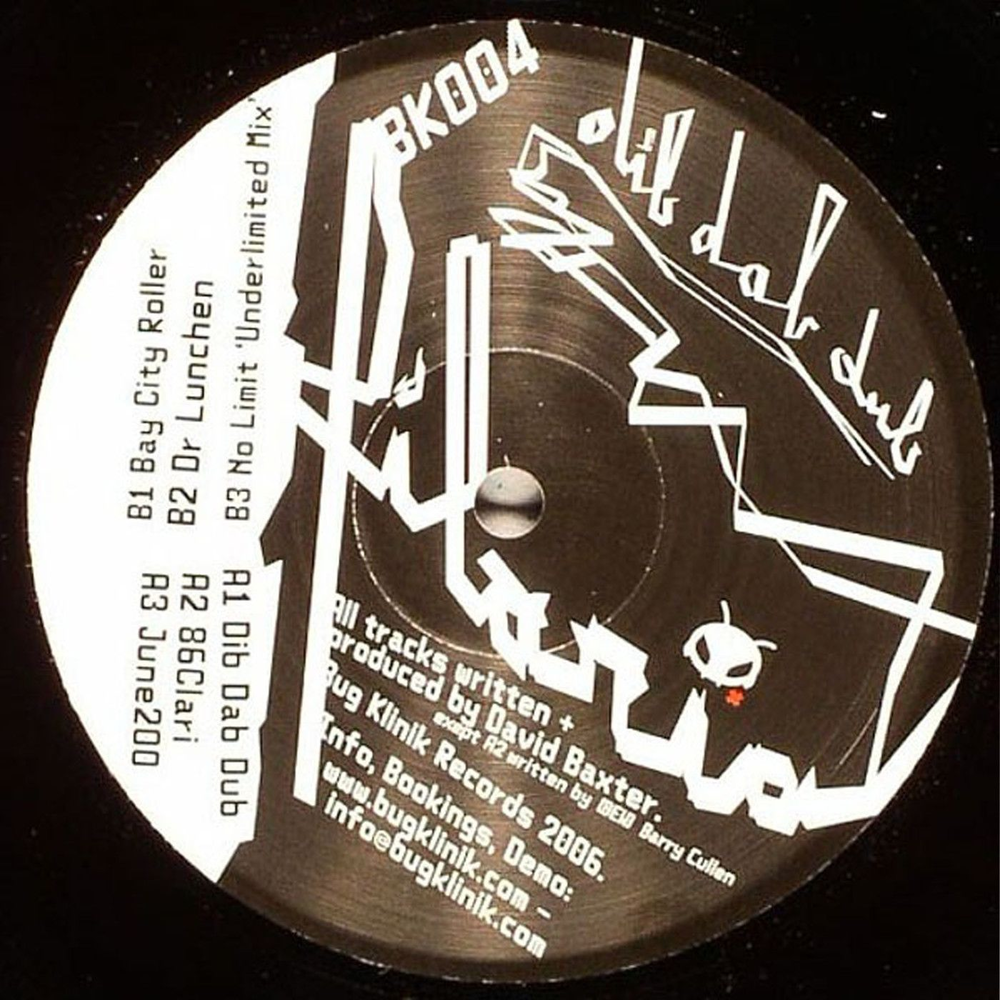 BK004
dib dab dub
B1 Bay City Roller
B2 Dr Lunchen
B3 No Limit 'Underlimited Mix'
A1 Dib Dab Dub
A2 86Clari
A3 June200
All tracks written +
produced by David Baxter.
except A2 written by Barry Cullen
Bug Klinik Records 2006.
Info, Bookings, Demo:
www.bugklinik.com –
info@bugklinik.com